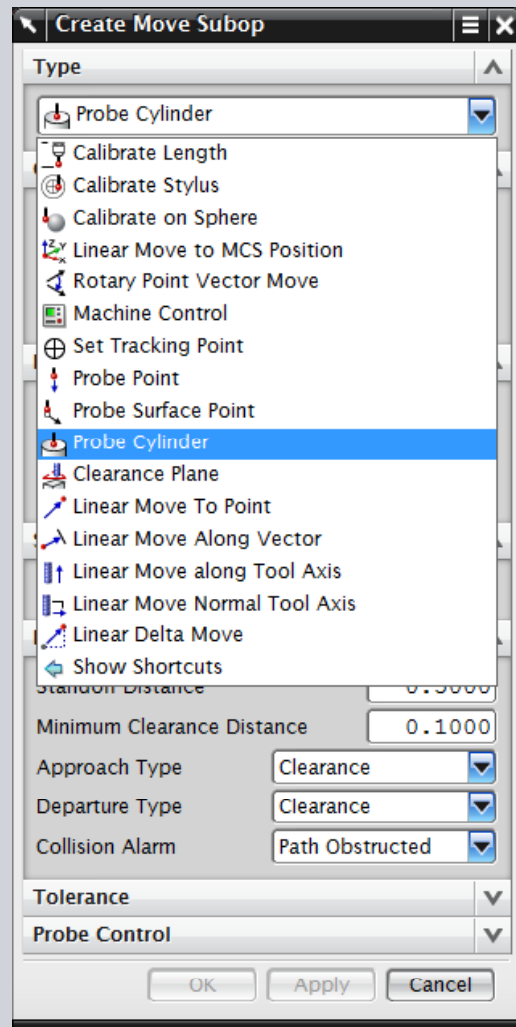 Create Move Subop
Type
Probe Cylinder
Calibrate Length
Calibrate Stylus
Calibrate on Sphere
Linear Move to MCS Position
Rotary Point Vector Move
Machine Control
Set Tracking Point
Probe Point
Probe Surface Point
Probe Cylinder
Clearance Plane
Linear Move To Point
Linear Move Along Vector
Linear Move along Tool Axis
Linear Move Normal Tool Axis
Linear Delta Move
Show Shortcuts
Standoff Distance 0.5000
Minimum Clearance Distance 0.1000
Approach Type Clearance
Departure Type Clearance
Collision Alarm Path Obstructed
Tolerance
Probe Control
OK Apply Cancel